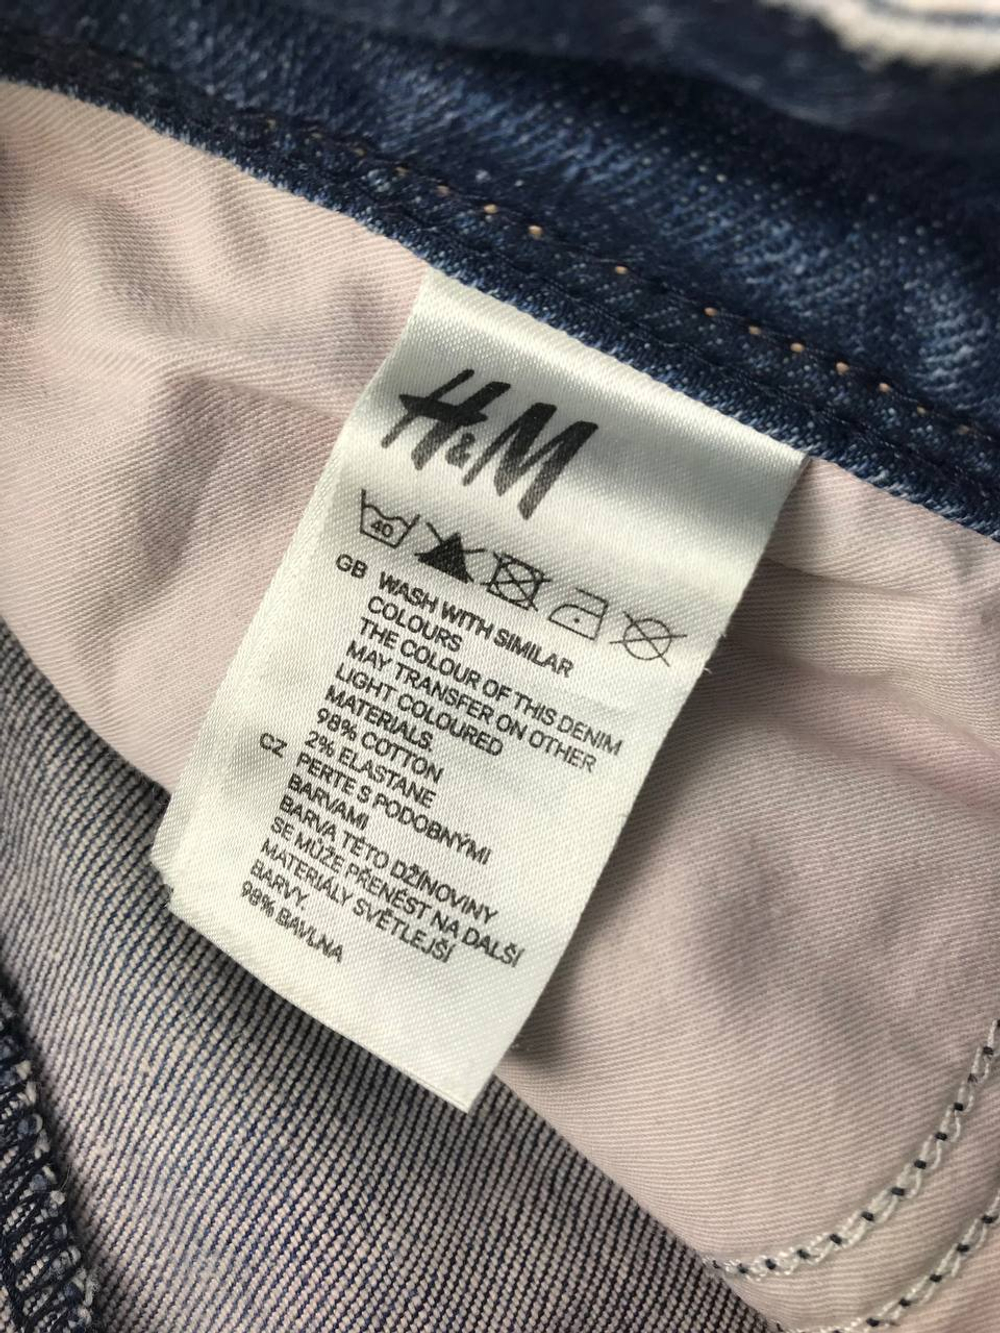 H&M
40
GB WASH WITH SIMILAR
COLOURS
THE COLOUR OF THIS DENIM
MAY TRANSFER ON OTHER
LIGHT COLOURED
MATERIALS.
98% COTTON
2% ELASTANE
CZ PERTE S PODOBNÝMI
BARVAMI
BARVA TÉTO DŽÍNOVINY
SE MŮŽE PŘENÉST NA DALŠÍ
MATERIÁLY SVĚTLEJŠÍ
BARVY.
98% BAVLNA